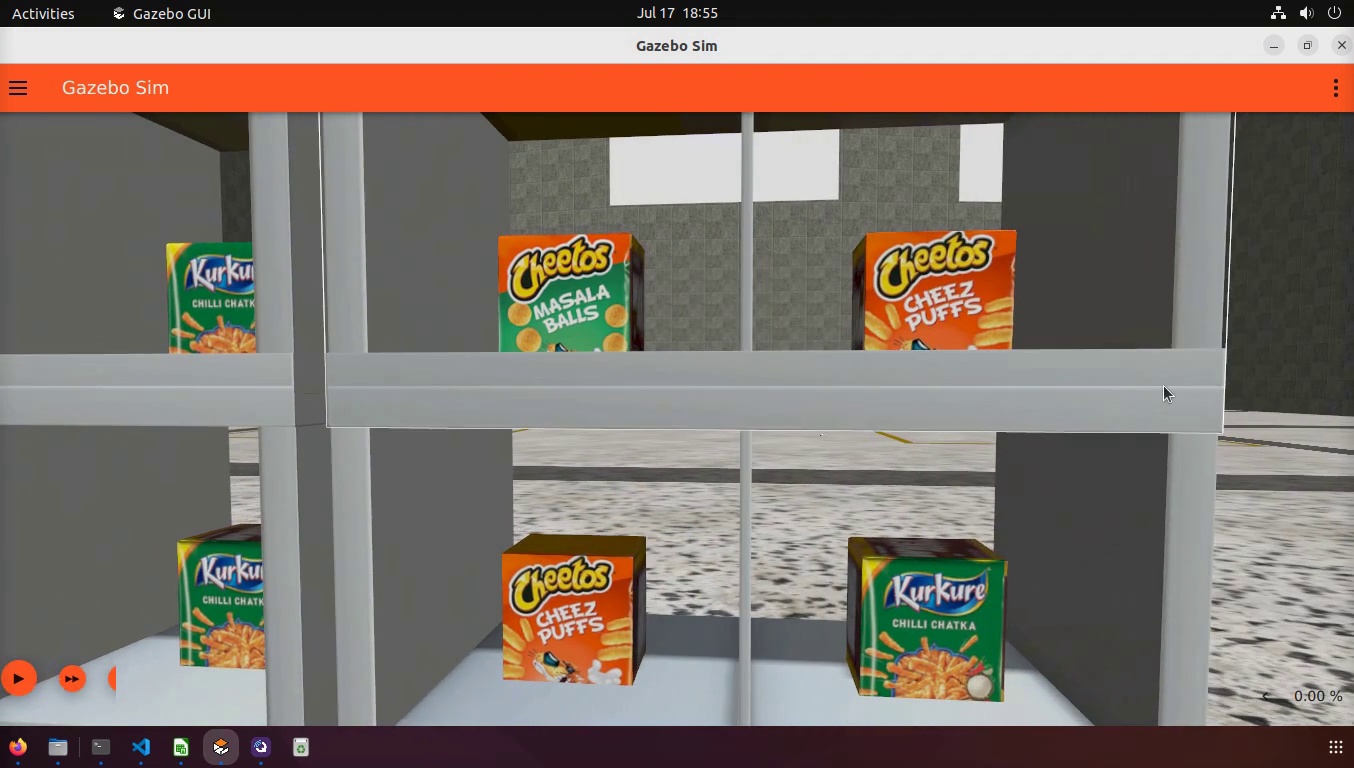 Activities
Gazebo GUI
Jul 17 18:55
Gazebo Sim
Gazebo Sim
Kurku
CHILLI CHATK
Cheetos
MASALA
BALLS
Cheetos
CHEEZ
PUFFS
Kurku
CHILLI CHATK
Cheetos
CHEEZ
PUFFS
Kurkure
CHILLI CHATKA
0.00 %